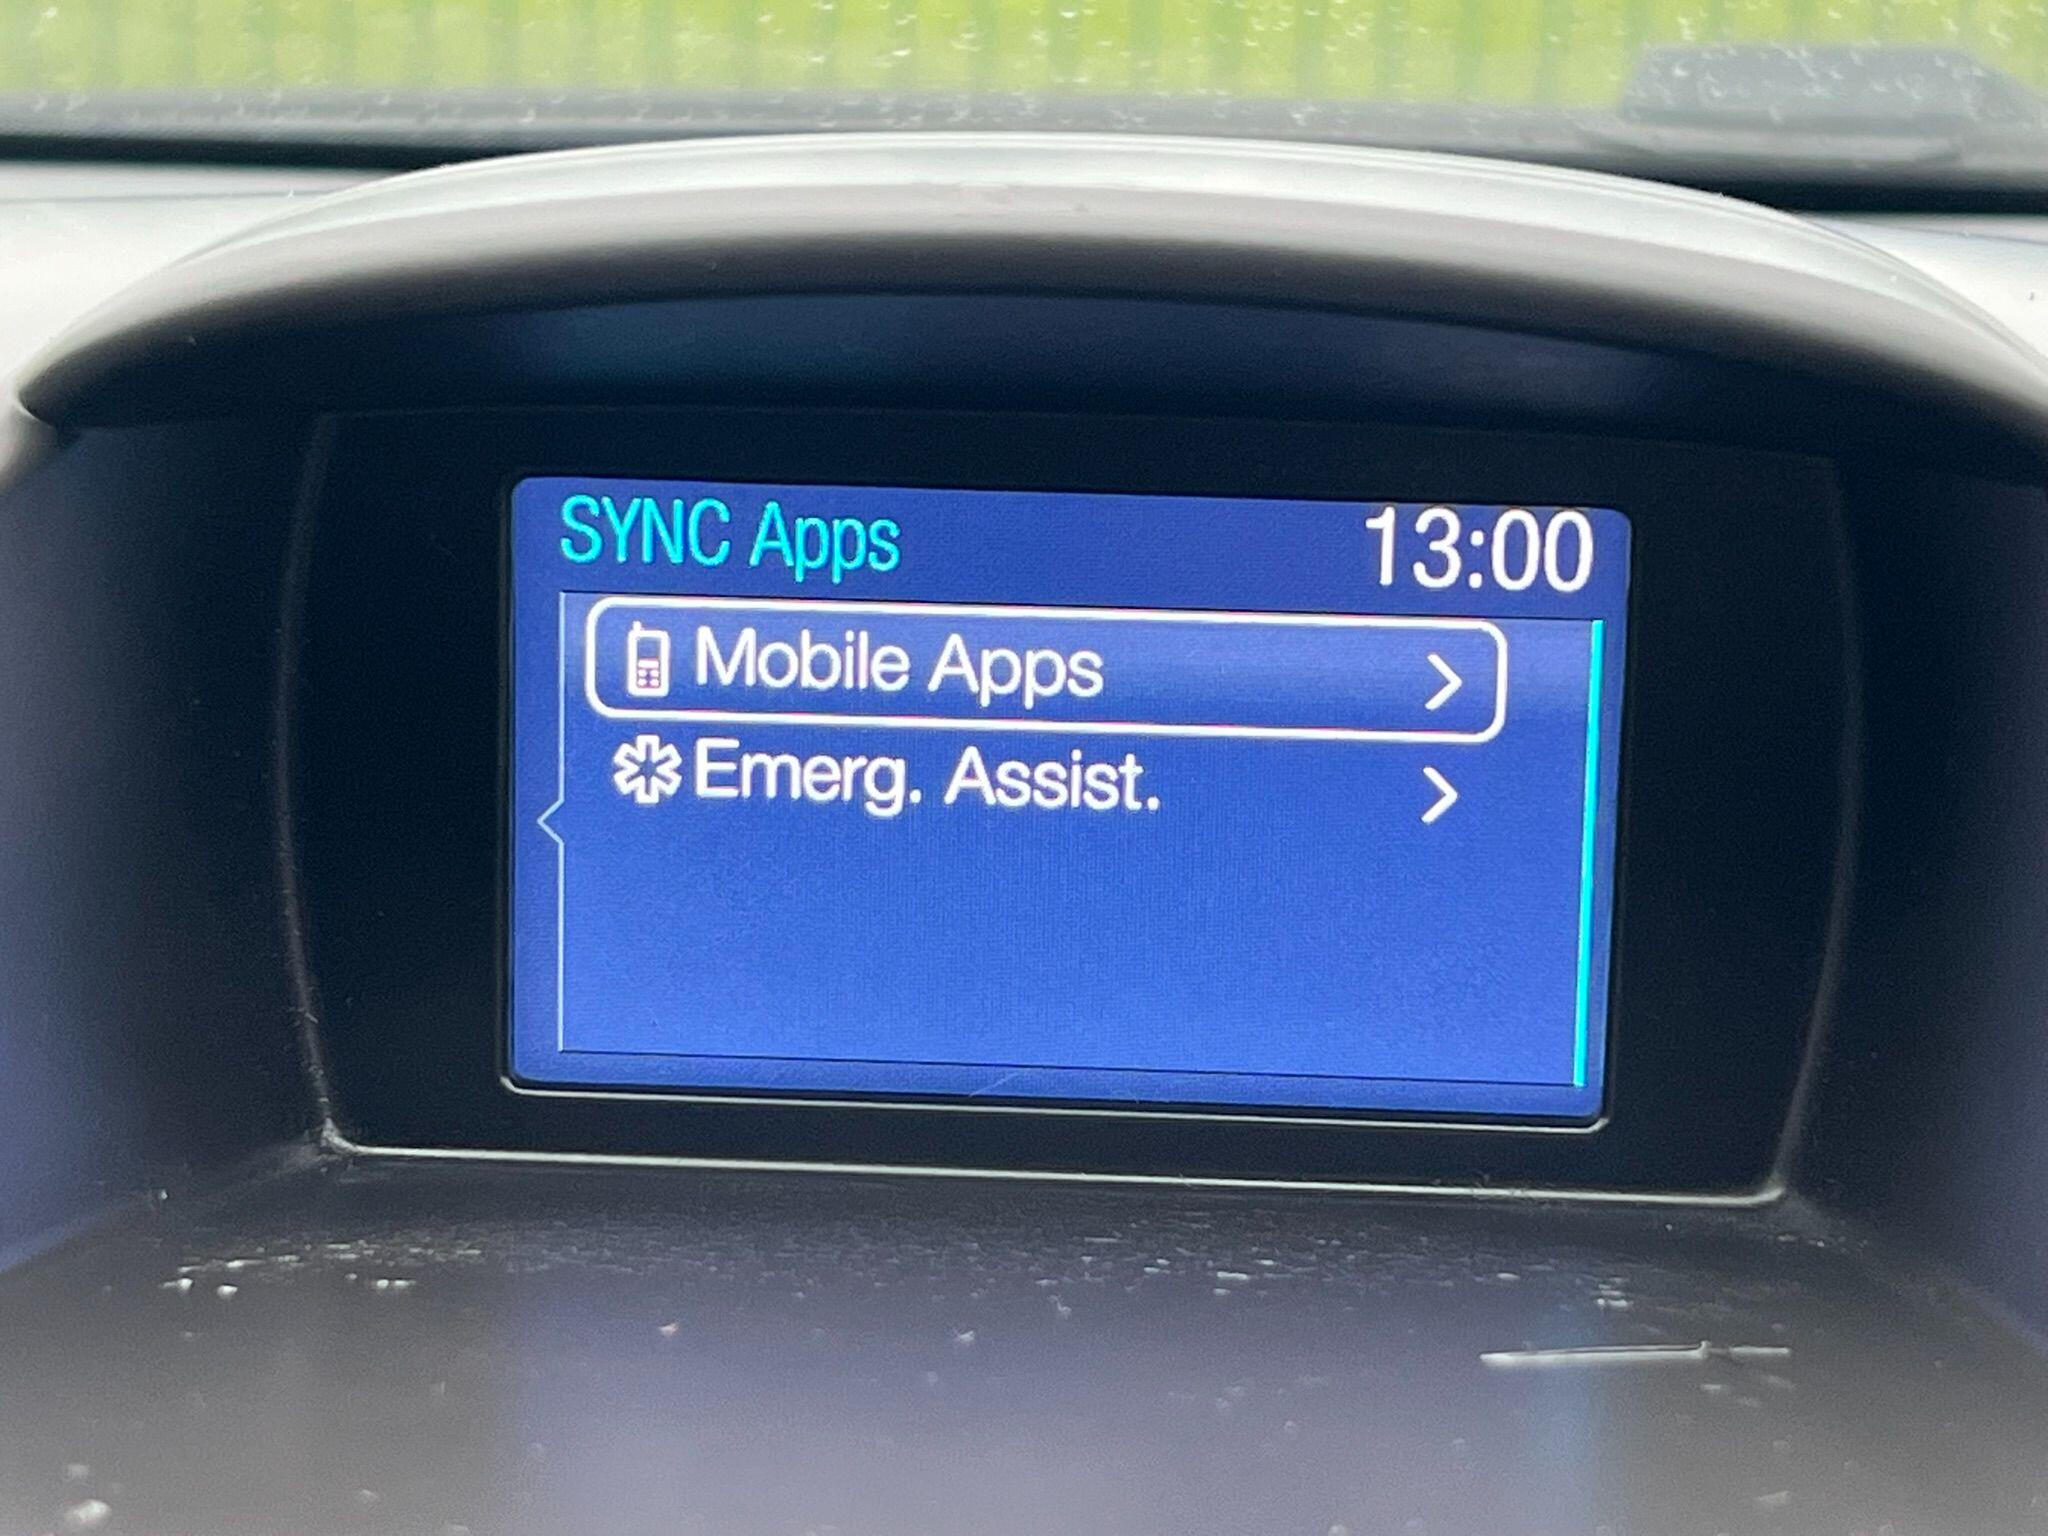 SYNC Apps 13:00
Mobile Apps
Emerg. Assist.